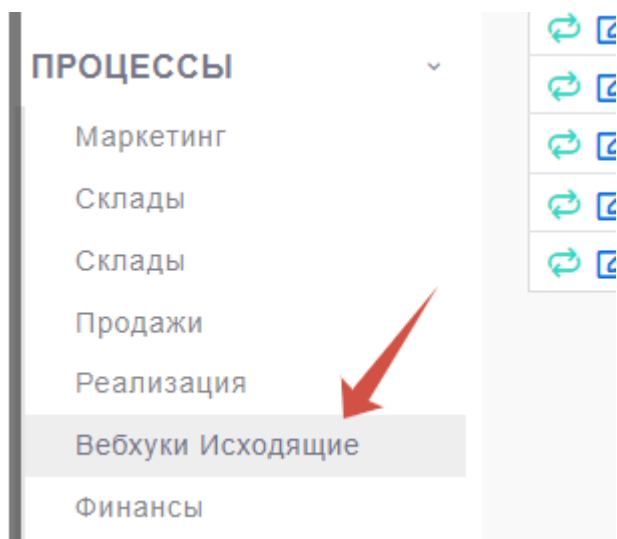 ПРОЦЕССЫ
Маркетинг
Склады
Склады
Продажи
Реализация
Вебхуки Исходящие
Финансы